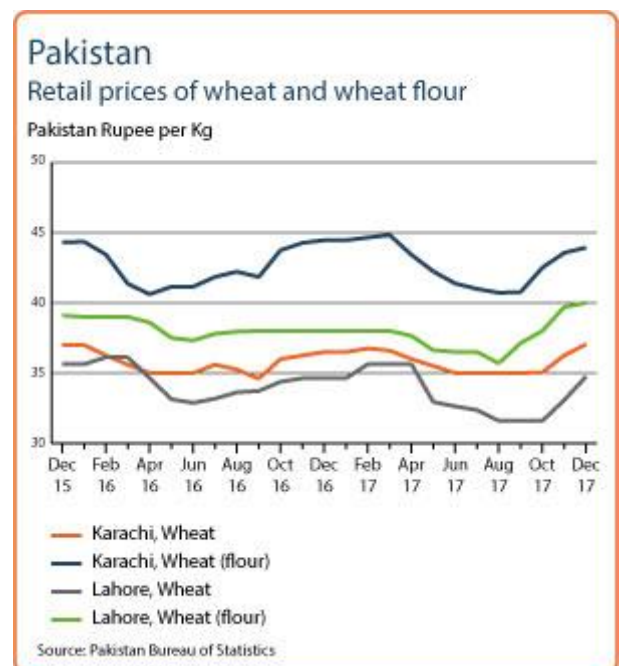 Pakistan
Retail prices of wheat and wheat flour
Pakistan Rupee per Kg
50
45
40
35
30
Dec Feb Apr Jun Aug Oct Dec Feb Apr Jun Aug Oct Dec
15 16 16 16 16 16 16 17 17 17 17 17 17
Karachi, Wheat
Karachi, Wheat (flour)
Lahore, Wheat
Lahore, Wheat (flour)
Source: Pakistan Bureau of Statistics